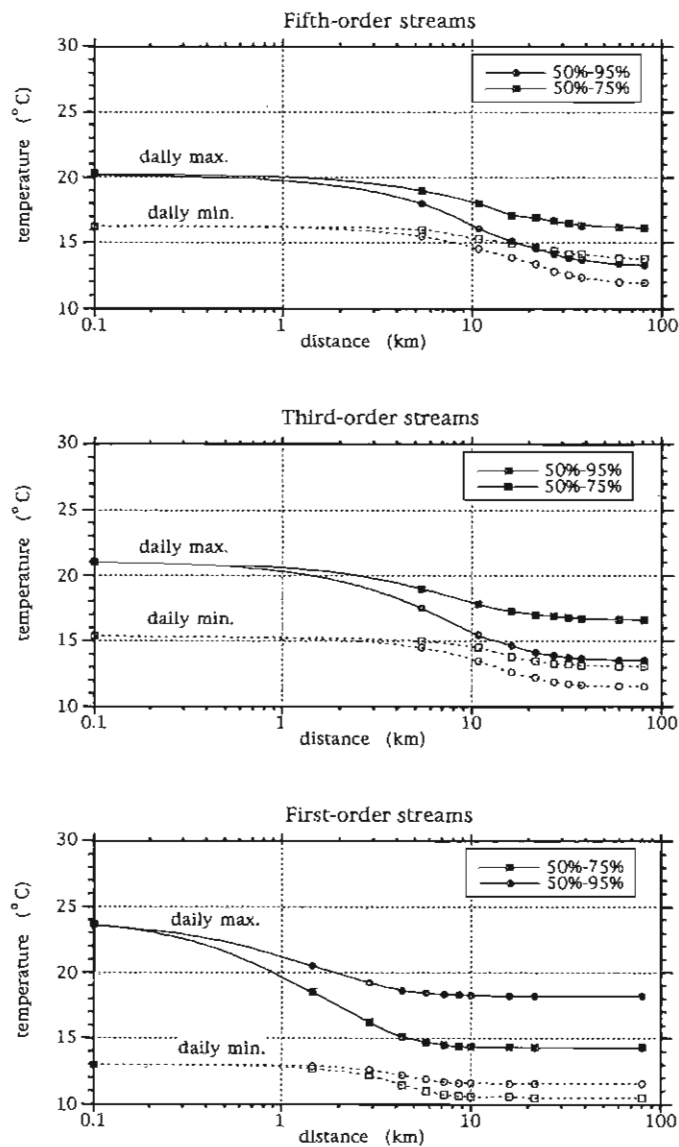 Fifth-order streams
30
25
20
15
10
temperature (°C)
50%-95%
50%-75%
daily max.
daily min.
0.1
1
10
100
distance (km)
Third-order streams
30
25
20
15
10
temperature (°C)
50%-95%
50%-75%
daily max.
daily min.
0.1
1
10
100
distance (km)
First-order streams
30
25
20
15
10
temperature (°C)
50%-75%
50%-95%
daily max.
daily min.
0.1
1
10
100
distance (km)